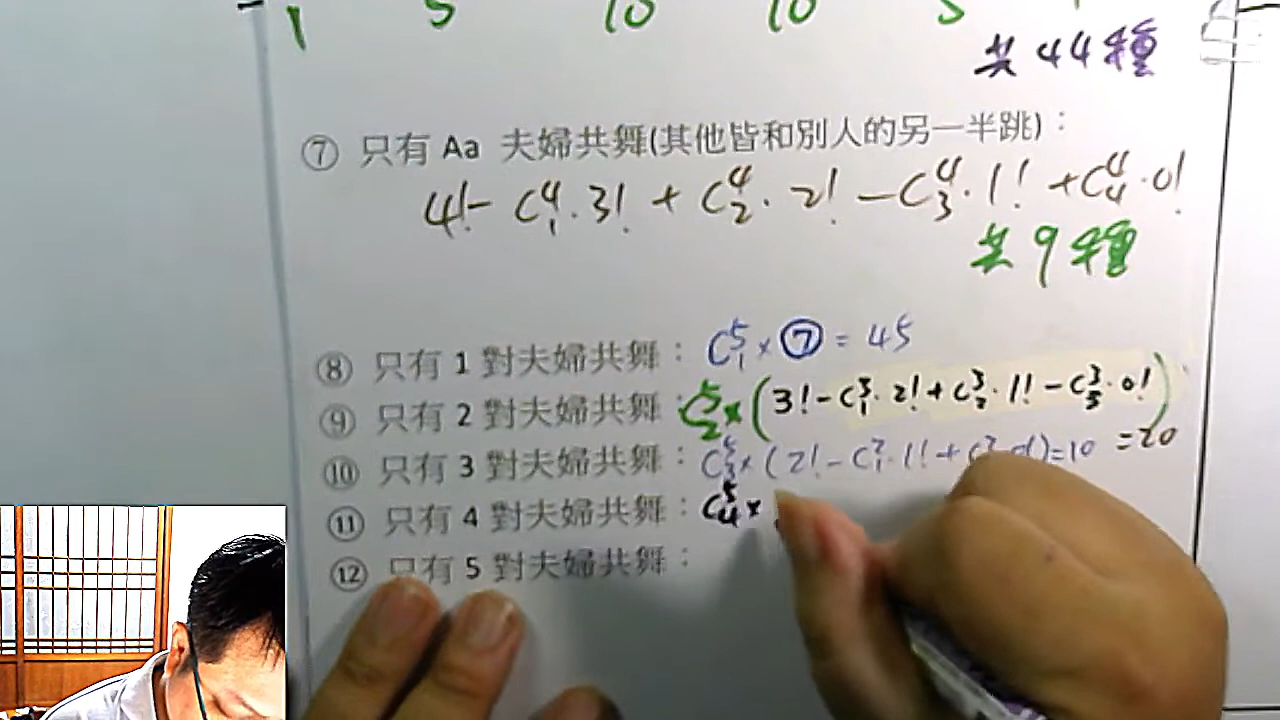 1 5 10 10 5
共44種
⑦ 只有 Aa 夫婦共舞(其他皆和別人的另一半跳)：
4! - C⁴₁·3! + C⁴₂·2! - C⁴₃·1! + C⁴₄·0!
共9種
⑧ 只有 1 對夫婦共舞： C⁵₁ × ⑦ = 45
⑨ 只有 2 對夫婦共舞： C⁵₂ × (3! - C³₁·2! + C³₂·1! - C³₃·0!)
= 20
⑩ 只有 3 對夫婦共舞： C⁵₃ × (2! - C²₁·1! + C²₂·0!) = 10
⑪ 只有 4 對夫婦共舞： C⁵₄ ×
⑫ 只有 5 對夫婦共舞：